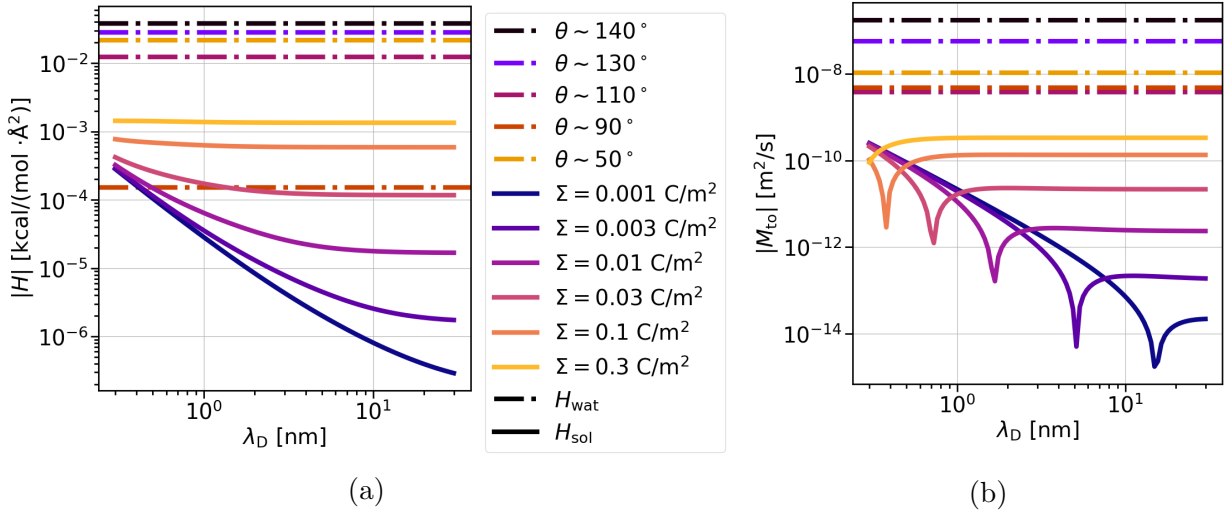 10⁻²
10⁻³
10⁻⁴
10⁻⁵
10⁻⁶
|H| [kcal/(mol ·Å²)]
10⁰ 10¹
λ_D [nm]
(a)
θ ~ 140°
θ ~ 130°
θ ~ 110°
θ ~ 90°
θ ~ 50°
Σ = 0.001 C/m²
Σ = 0.003 C/m²
Σ = 0.01 C/m²
Σ = 0.03 C/m²
Σ = 0.1 C/m²
Σ = 0.3 C/m²
H_wat
H_sol
10⁻⁸
10⁻¹⁰
10⁻¹²
10⁻¹⁴
|M_to| [m²/s]
10⁰ 10¹
λ_D [nm]
(b)